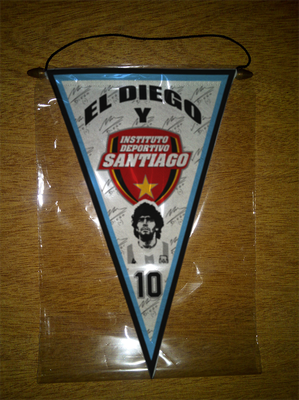 EL DIEGO
Y
INSTITUTO
DEPORTIVO
SANTIAGO
10